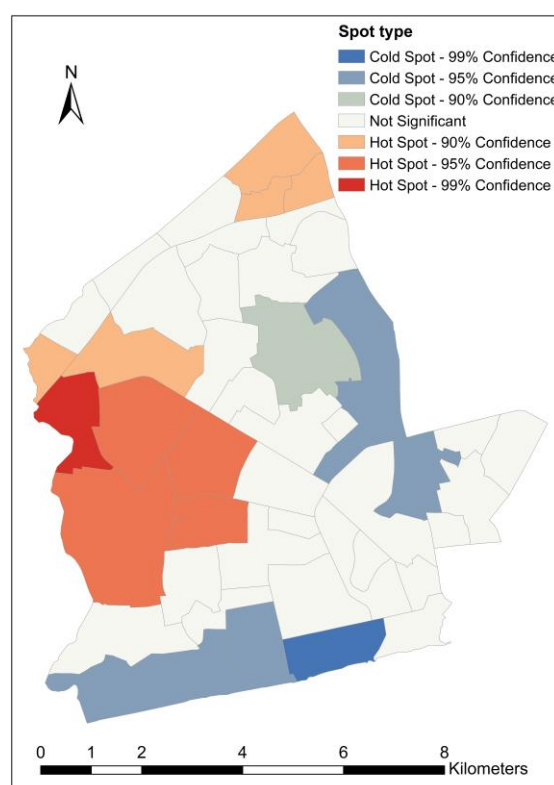 Spot type
Cold Spot - 99% Confidence
Cold Spot - 95% Confidence
Cold Spot - 90% Confidence
Not Significant
Hot Spot - 90% Confidence
Hot Spot - 95% Confidence
Hot Spot - 99% Confidence
N
0 1 2 4 6 8
Kilometers